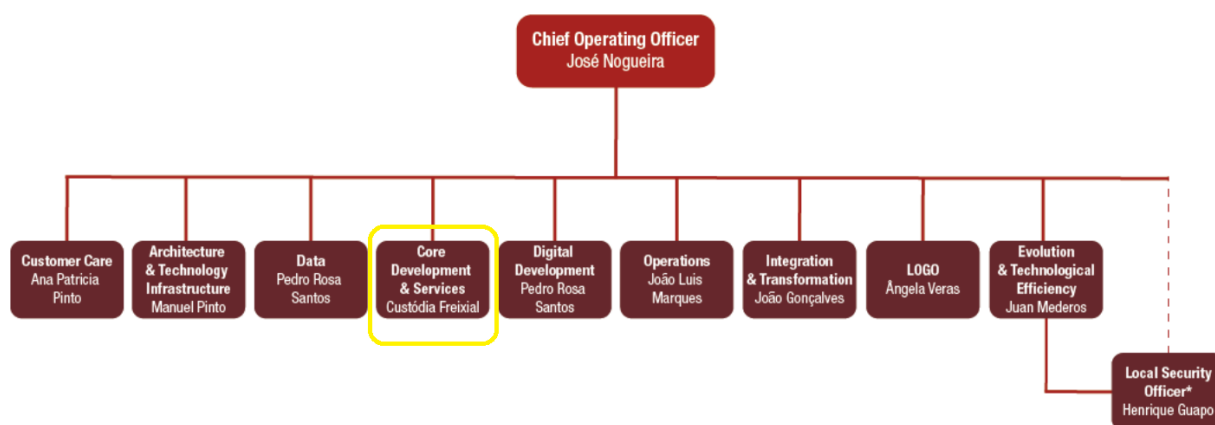 Chief Operating Officer
José Nogueira
Customer Care
Ana Patricia
Pinto
Architecture
& Technology
Infrastructure
Manuel Pinto
Data
Pedro Rosa
Santos
Core
Development
& Services
Custódia Freixial
Digital
Development
Pedro Rosa
Santos
Operations
João Luis
Marques
Integration
& Transformation
João Gonçalves
LOGO
Ângela Veras
Evolution
& Technological
Efficiency
Juan Mederos
Local Security
Officer*
Henrique Guapo